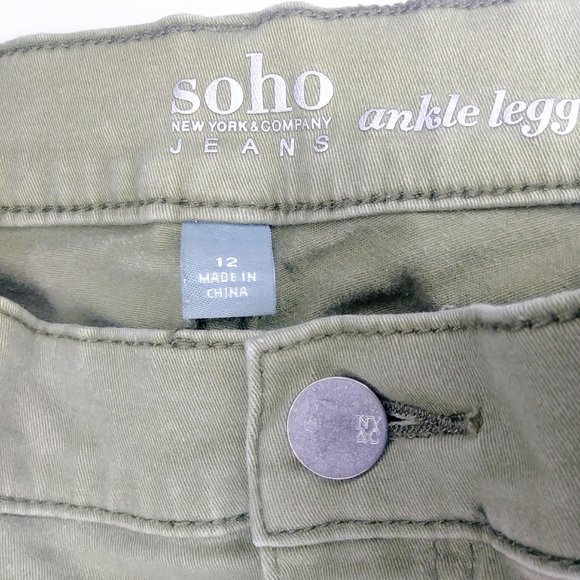 soho
NEW YORK & COMPANY
JEANS
ankle legg
12
MADE IN
CHINA
NY
&C